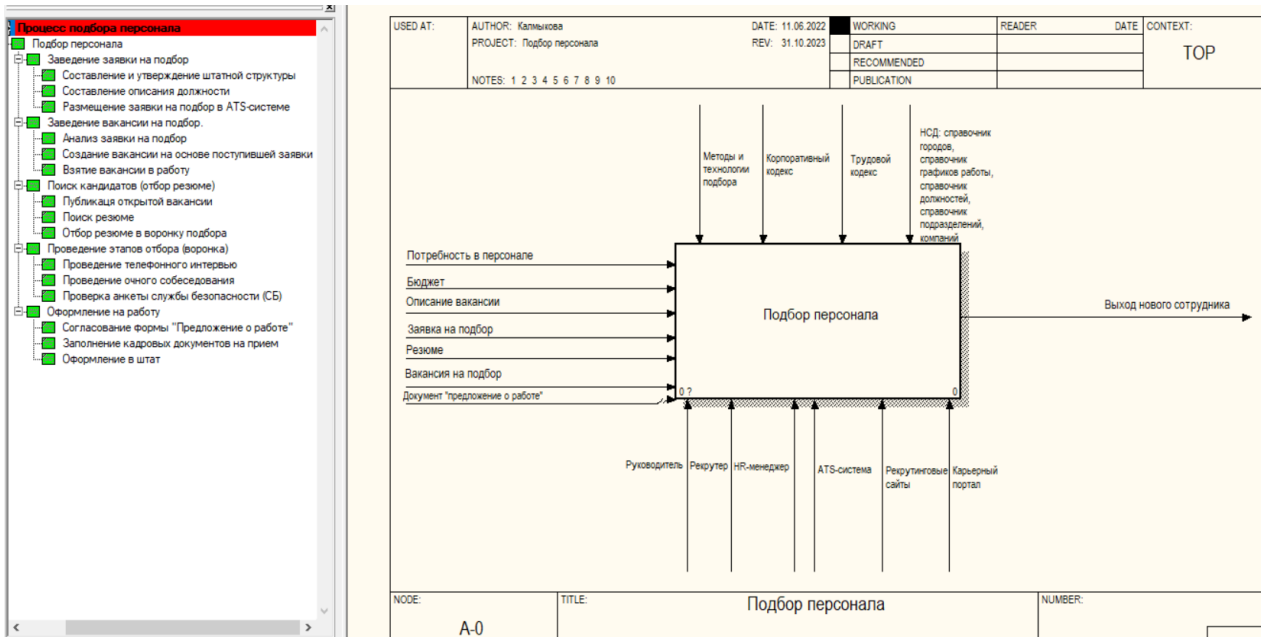 Процесс подбора персонала
Подбор персонала
Заведение заявки на подбор
Составление и утверждение штатной структуры
Составление описания должности
Размещение заявки на подбор в ATS-системе
Заведение вакансии на подбор.
Анализ заявки на подбор
Создание вакансии на основе поступившей заявки
Взятие вакансии в работу
Поиск кандидатов (отбор резюме)
Публикаця открытой вакансии
Поиск резюме
Отбор резюме в воронку подбора
Проведение этапов отбора (воронка)
Проведение телефонного интервью
Проведение очного собеседования
Проверка анкеты службы безопасности (СБ)
Оформление на работу
Согласование формы "Предложение о работе"
Заполнение кадровых документов на прием
Оформление в штат
USED AT:
AUTHOR: Калмыкова
DATE: 11.06.2022
PROJECT: Подбор персонала
REV: 31.10.2023
NOTES: 1 2 3 4 5 6 7 8 9 10
WORKING
DRAFT
RECOMMENDED
PUBLICATION
READER
DATE
CONTEXT:
TOP
Методы и
технологии
подбора
Корпоративный
кодекс
Трудовой
кодекс
НСД: справочник
городов,
справочник
графиков работы,
справочник
должностей,
справочник
подразделений,
компаний
Потребность в персонале
Бюджет
Описание вакансии
Заявка на подбор
Резюме
Вакансия на подбор
Документ "предложение о работе"
Подбор персонала
0 ?
0
Выход нового сотрудника
Руководитель
Рекрутер
HR-менеджер
ATS-система
Рекрутинговые
сайты
Карьерный
портал
NODE:
A-0
TITLE:
Подбор персонала
NUMBER: